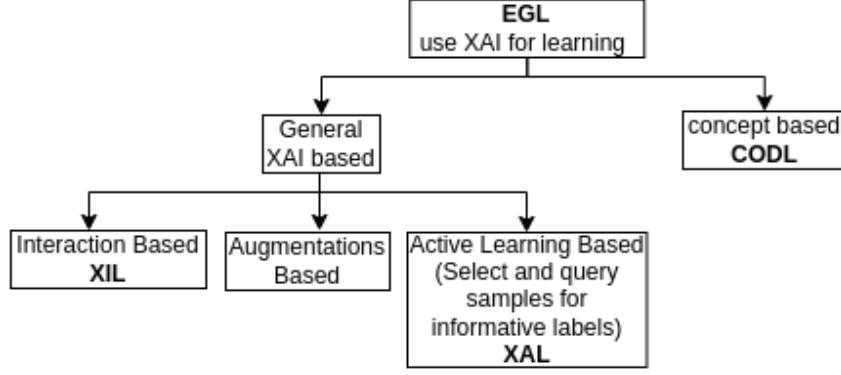 EGL
use XAI for learning
General
XAI based
concept based
CODL
Interaction Based
XIL
Augmentations
Based
Active Learning Based
(Select and query
samples for
informative labels)
XAL